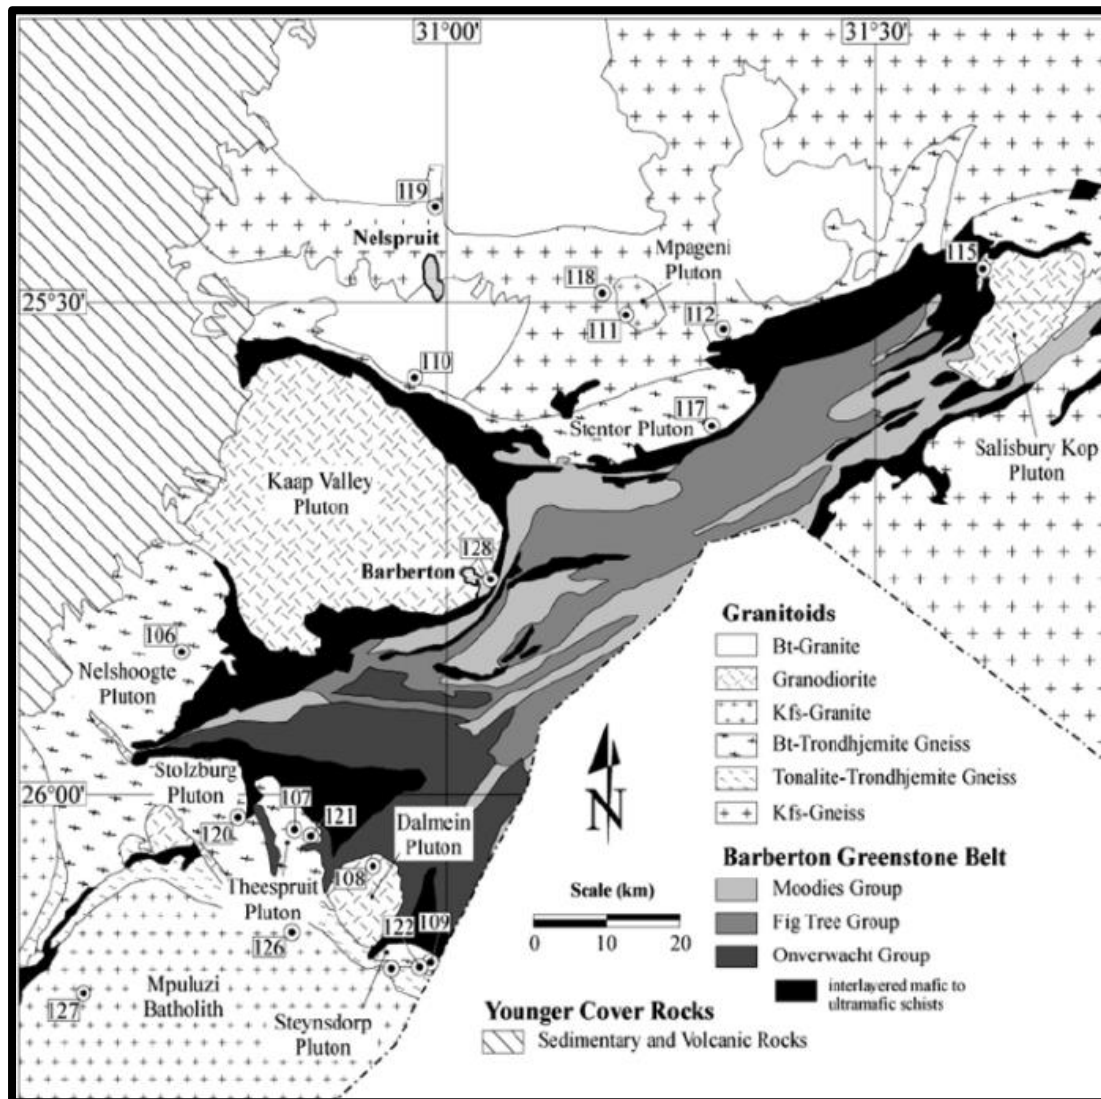 31°00'
31°30'
119
Nelspruit
Mpageni
Pluton
115
118
25°30'
111
112
110
117
Stentor Pluton
Salisbury Kop
Pluton
Kaap Valley
Pluton
128
Barberton
106
Nelshoogte
Pluton
Stolzburg
Pluton
107
26°00'
121
120
Dalmein
Pluton
108
Theespruit
Pluton
122
109
126
Mpuluzi
Batholith
127
Steynsdorp
Pluton
N
Scale (km)
0 10 20
Granitoids
Bt-Granite
Granodiorite
Kfs-Granite
Bt-Trondhjemite Gneiss
Tonalite-Trondhjemite Gneiss
Kfs-Gneiss
Barberton Greenstone Belt
Moodies Group
Fig Tree Group
Onverwacht Group
interlayered mafic to
ultramafic schists
Younger Cover Rocks
Sedimentary and Volcanic Rocks